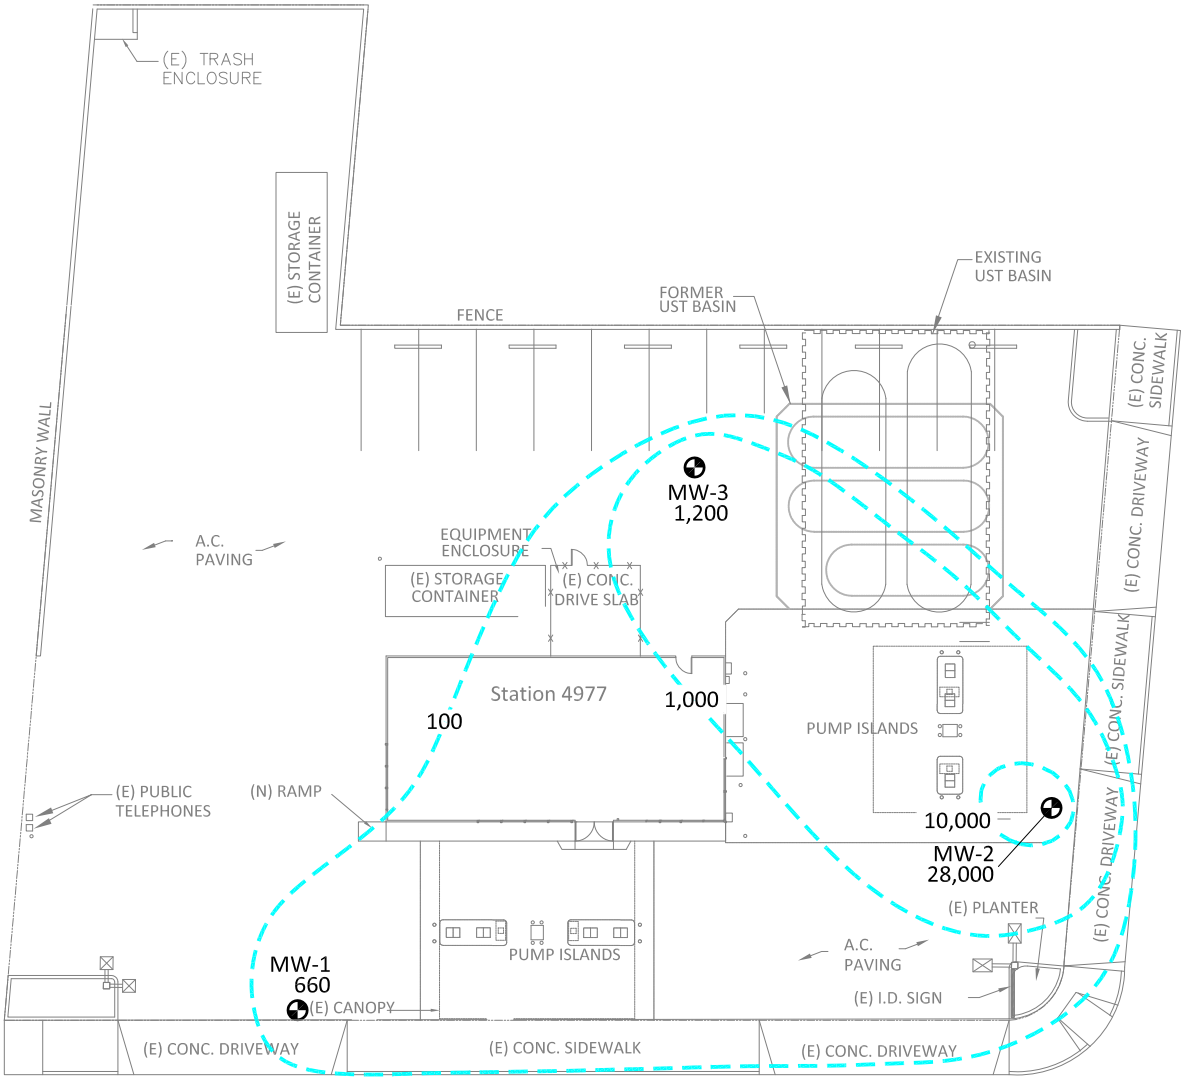 (E) TRASH
ENCLOSURE
(E) STORAGE
CONTAINER
EXISTING
UST BASIN
FORMER
UST BASIN
FENCE
(E) CONC.
SIDEWALK
MASONRY WALL
MW-3
1,200
(E) CONC. DRIVEWAY
A.C.
PAVING
EQUIPMENT
ENCLOSURE
(E) STORAGE
CONTAINER
(E) CONC.
DRIVE SLAB
(E) CONC. SIDEWALK
Station 4977
1,000
100
PUMP ISLANDS
(E) PUBLIC
TELEPHONES
(N) RAMP
10,000
MW-2
28,000
(E) CONC. DRIVEWAY
(E) PLANTER
PUMP ISLANDS
A.C.
PAVING
MW-1
660
(E) CANOPY
(E) I.D. SIGN
(E) CONC. DRIVEWAY
(E) CONC. SIDEWALK
(E) CONC. DRIVEWAY